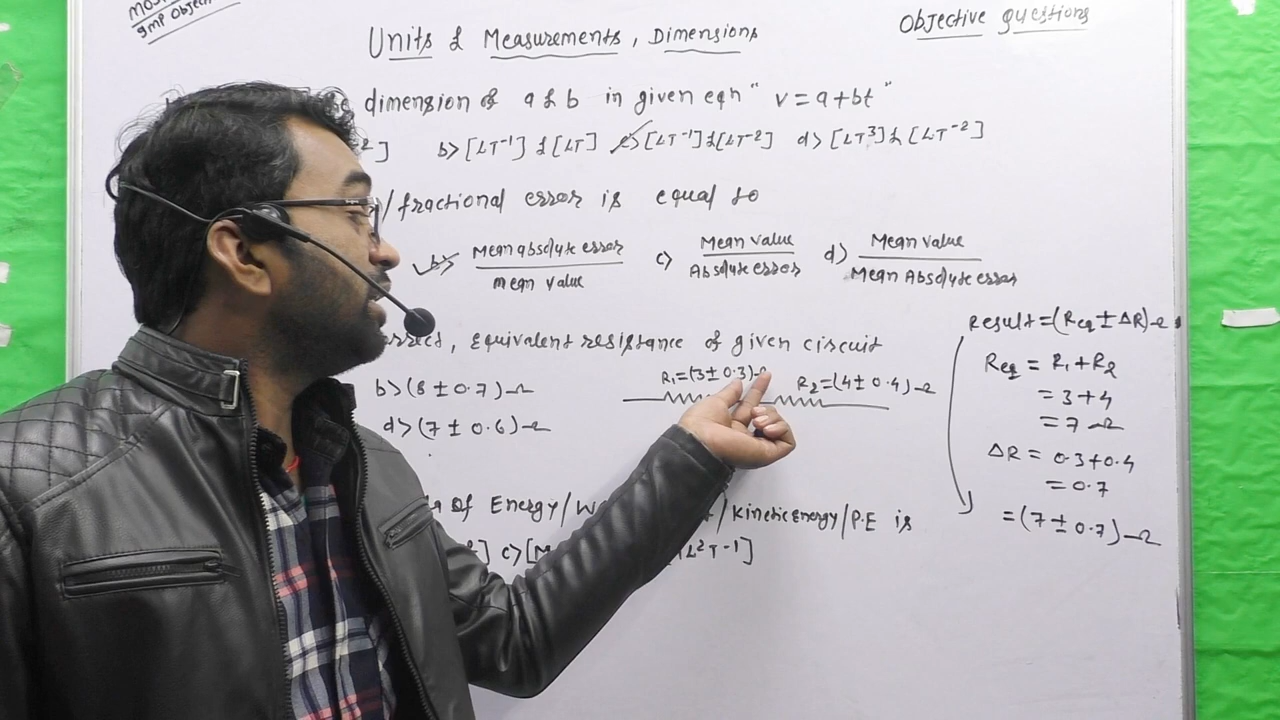 Imp Object
Units & Measurements, Dimensions
Objective questions
dimension of a & b in given eqn "v = a + bt"
2] b> [LT⁻¹] & [LT] c> [LT⁻¹] & [LT⁻²] d> [LT³] & [LT⁻²]
/fractional error is equal to
b> Mean absolute error / mean value c> Mean value / Absolute error d) Mean value / Mean Absolute error
, Equivalent resistance of given circuit
R₁=(3±0.3)Ω R₂=(4±0.4)Ω
b> (8 ± 0.7) Ω
d> (7 ± 0.6) Ω
of Energy/W /Kinetic energy/P.E is
] c> [M L²T⁻¹]
Result = (Req ± ΔR) Ω
Req = R₁ + R₂
= 3 + 4
= 7 Ω
ΔR = 0.3 + 0.4
= 0.7
= (7 ± 0.7) Ω